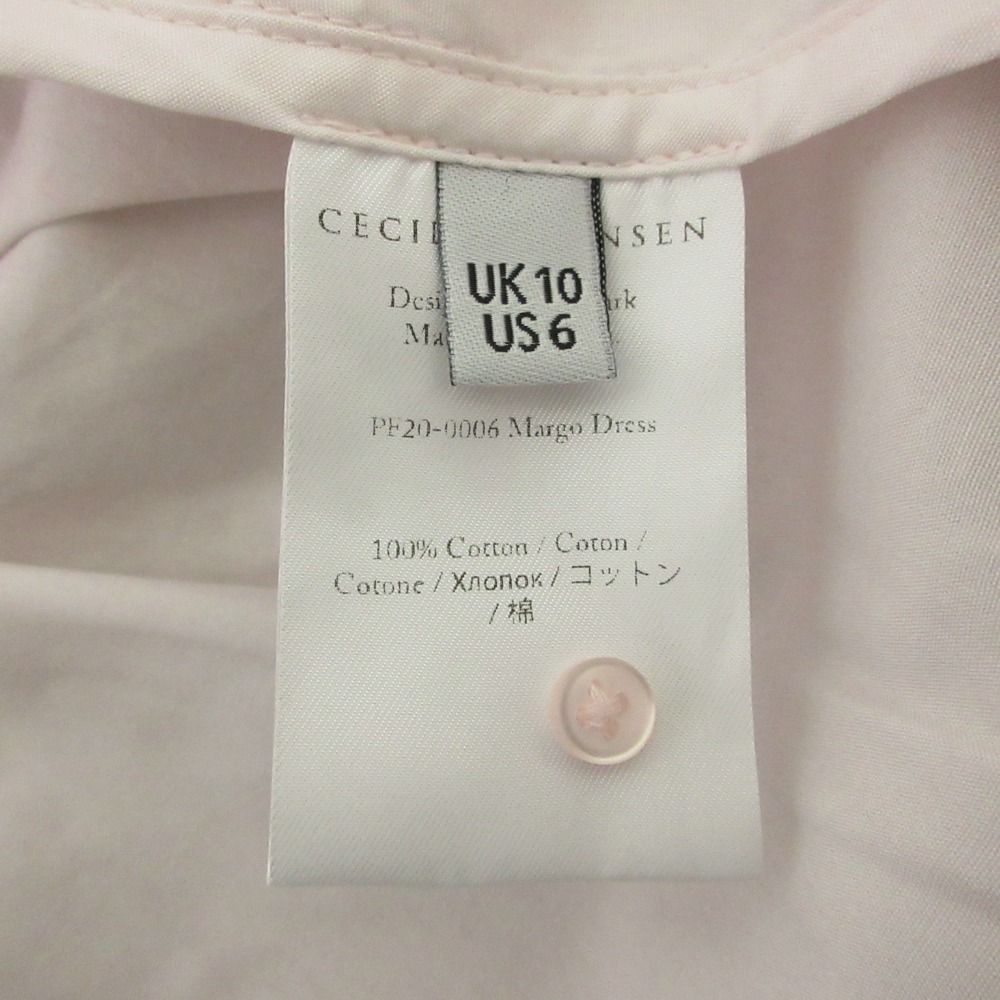 UK 10
US 6
PF20-0006 Margo Dress
100% Cotton / Coton /
Cotone / Хлопок / コットン
/ 棉